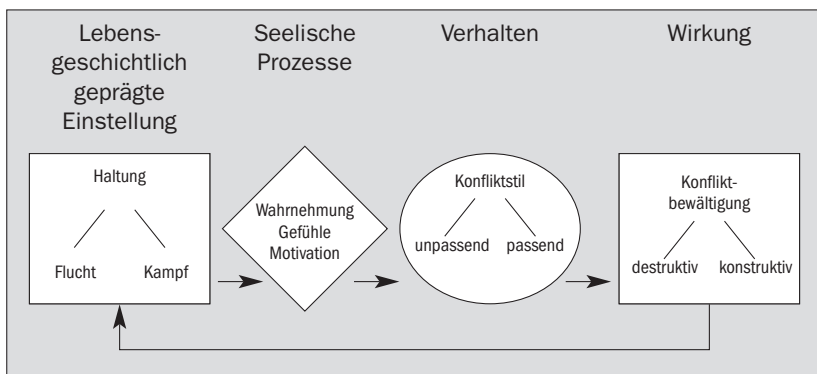 Lebens-
geschichtlich
geprägte
Einstellung
Seelische
Prozesse
Verhalten
Wirkung
Haltung
Flucht
Kampf
Wahrnehmung
Gefühle
Motivation
Konfliktstil
unpassend
passend
Konflikt-
bewältigung
destruktiv
konstruktiv